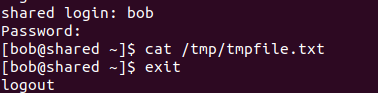 shared login: bob
Password:
[bob@shared ~]$ cat /tmp/tmpfile.txt
[bob@shared ~]$ exit
logout